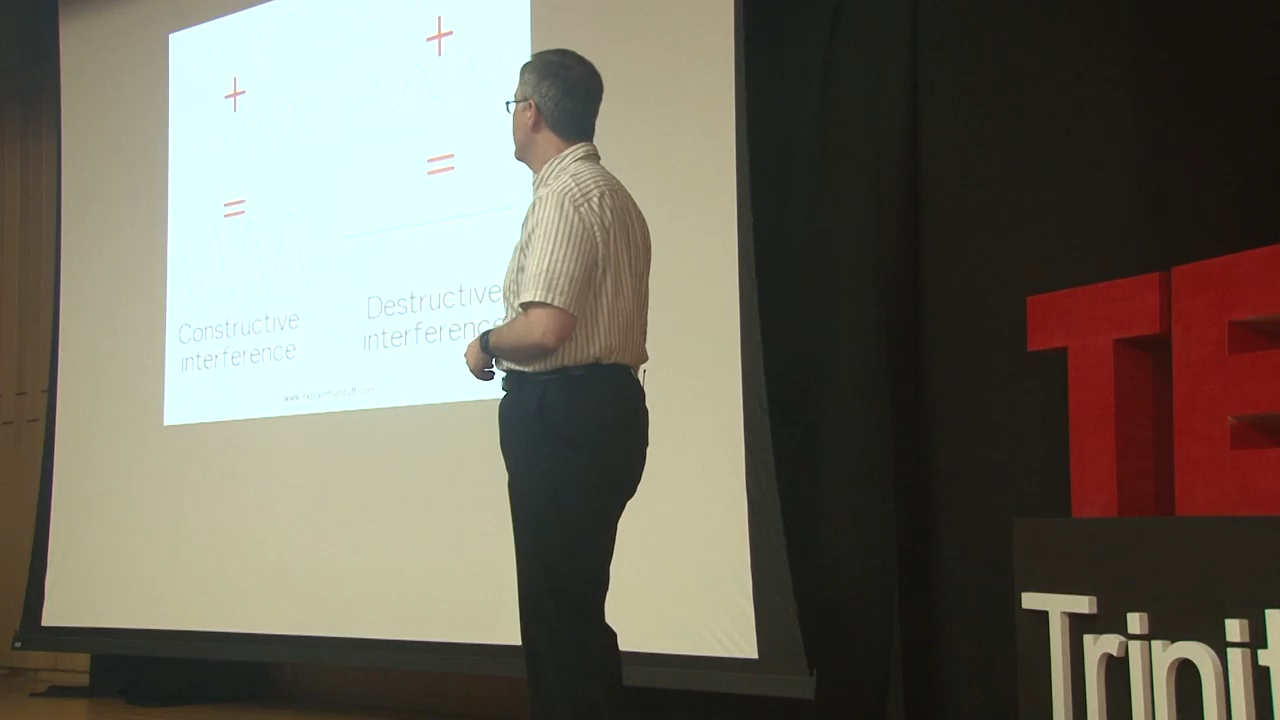 +
=
Constructive
interference
+
=
Destructive
interference
TE
Trinit